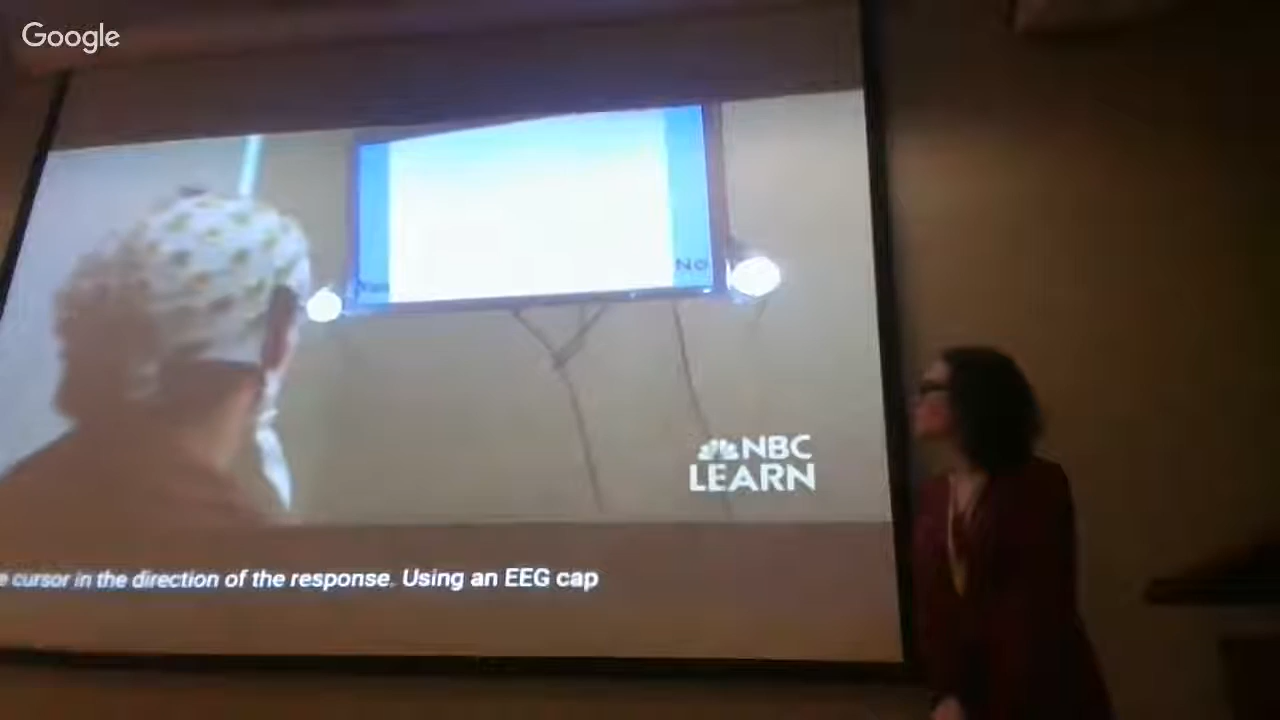 Google
NO
NBC
LEARN
cursor in the direction of the response. Using an EEG cap